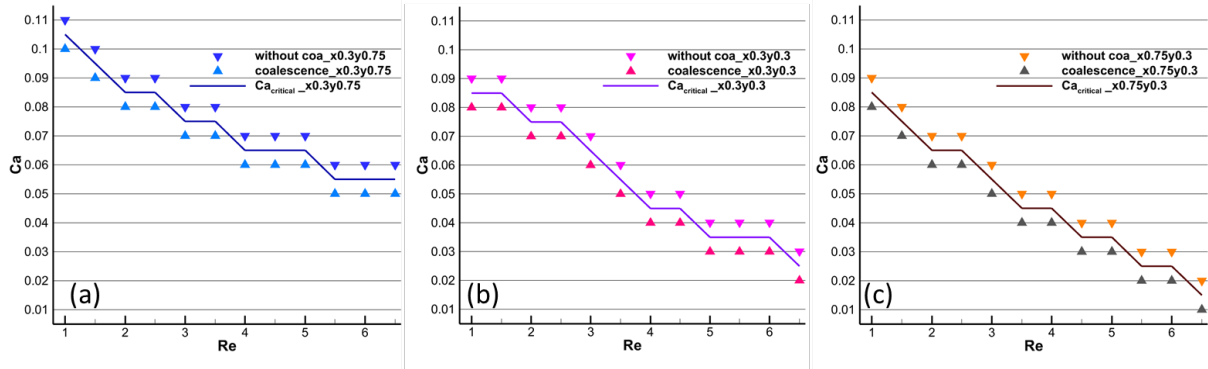 0.11
0.1
0.09
0.08
0.07
0.06
0.05
0.04
0.03
0.02
0.01
Ca
without coa_x0.3y0.75
coalescence_x0.3y0.75
Ca_critical _x0.3y0.75
(a)
1 2 3 4 5 6
Re
0.11
0.1
0.09
0.08
0.07
0.06
0.05
0.04
0.03
0.02
0.01
Ca
without coa_x0.3y0.3
coalescence_x0.3y0.3
Ca_critical _x0.3y0.3
(b)
1 2 3 4 5 6
Re
0.11
0.1
0.09
0.08
0.07
0.06
0.05
0.04
0.03
0.02
0.01
Ca
without coa_x0.75y0.3
coalescence_x0.75y0.3
Ca_critical _x0.75y0.3
(c)
1 2 3 4 5 6
Re